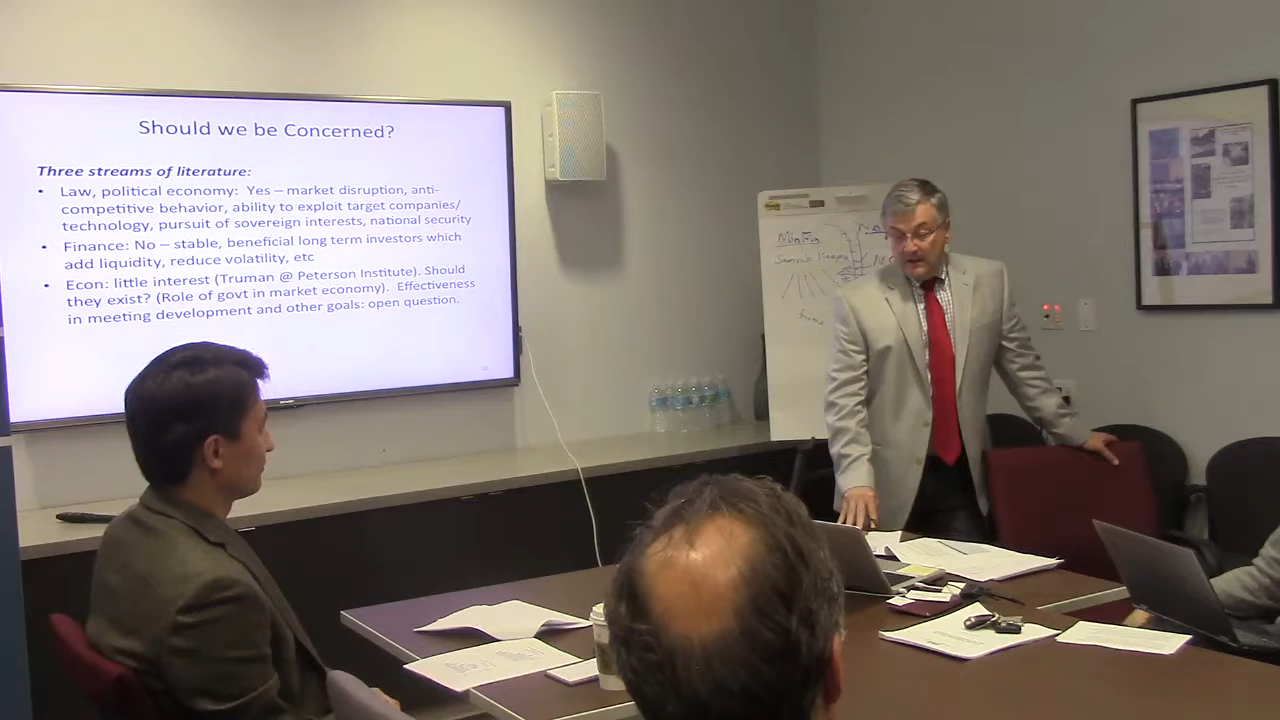 Should we be Concerned?
Three streams of literature:
• Law, political economy: Yes – market disruption, anti-
competitive behavior, ability to exploit target companies/
technology, pursuit of sovereign interests, national security
• Finance: No – stable, beneficial long term investors which
add liquidity, reduce volatility, etc
• Econ: little interest (Truman @ Peterson Institute). Should
they exist? (Role of govt in market economy). Effectiveness
in meeting development and other goals: open question.